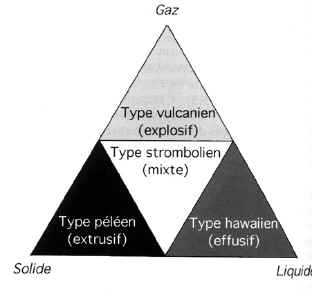 Gaz
Type vulcanien
(explosif)
Type strombolien
(mixte)
Type péléen
(extrusif)
Type hawaiien
(effusif)
Solide
Liquide